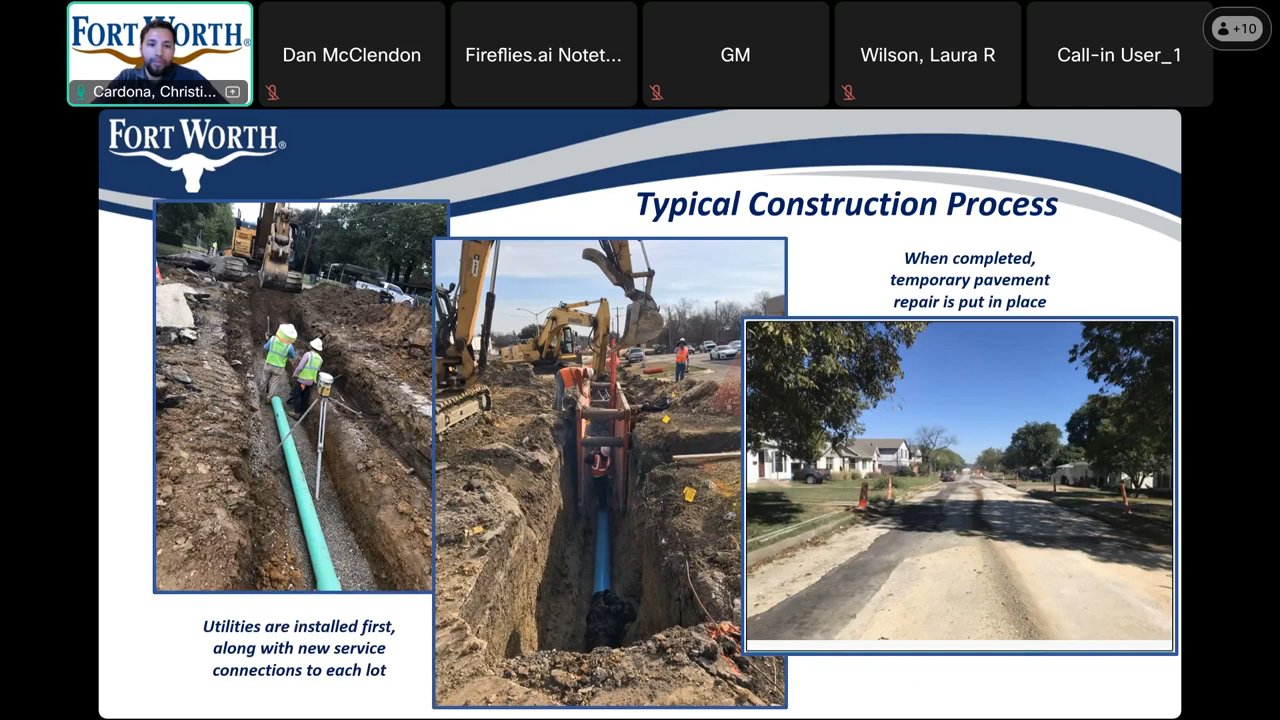 FORT WORTH®
Cardona, Christi...
Dan McClendon
Fireflies.ai Notet...
GM
Wilson, Laura R
Call-in User_1
+10
FORT WORTH®
Typical Construction Process
When completed,
temporary pavement
repair is put in place
Utilities are installed first,
along with new service
connections to each lot